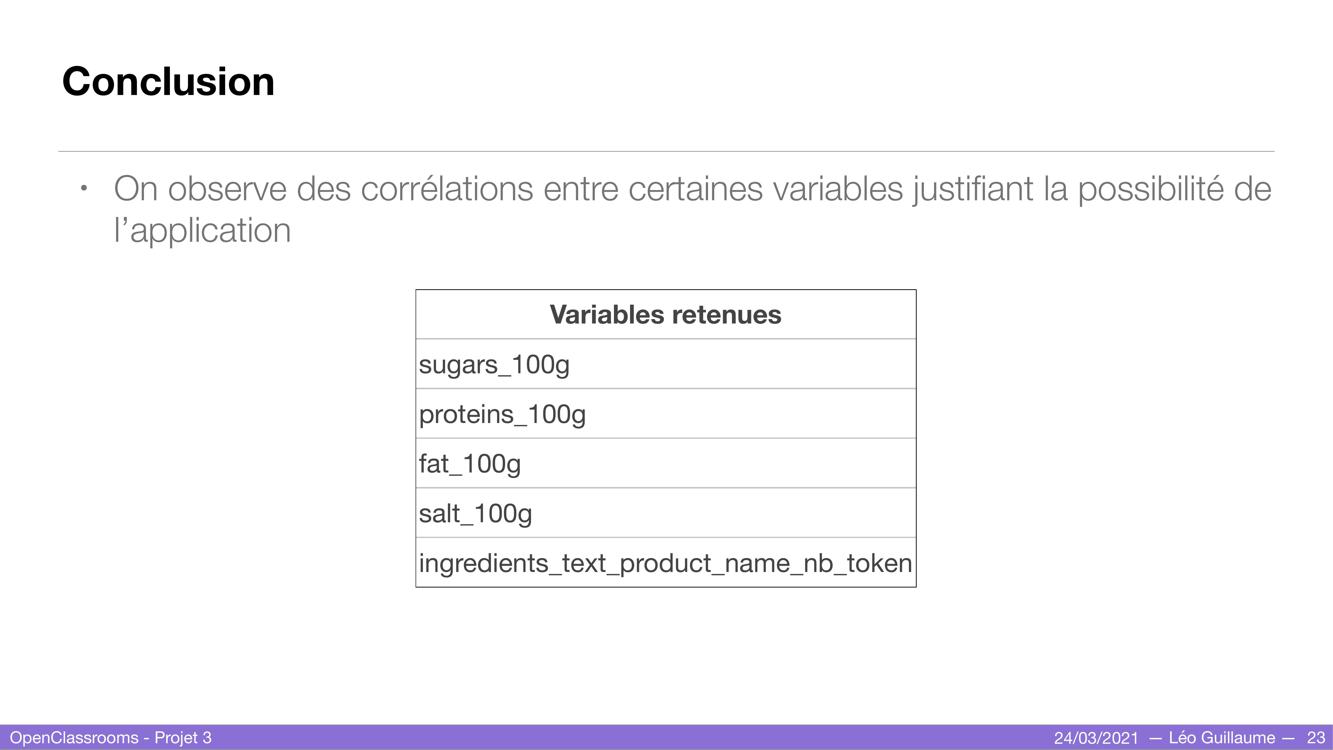 Conclusion
• On observe des corrélations entre certaines variables justifiant la possibilité de
l’application
Variables retenues
sugars_100g
proteins_100g
fat_100g
salt_100g
ingredients_text_product_name_nb_token
OpenClassrooms - Projet 3
24/03/2021 — Léo Guillaume — 23